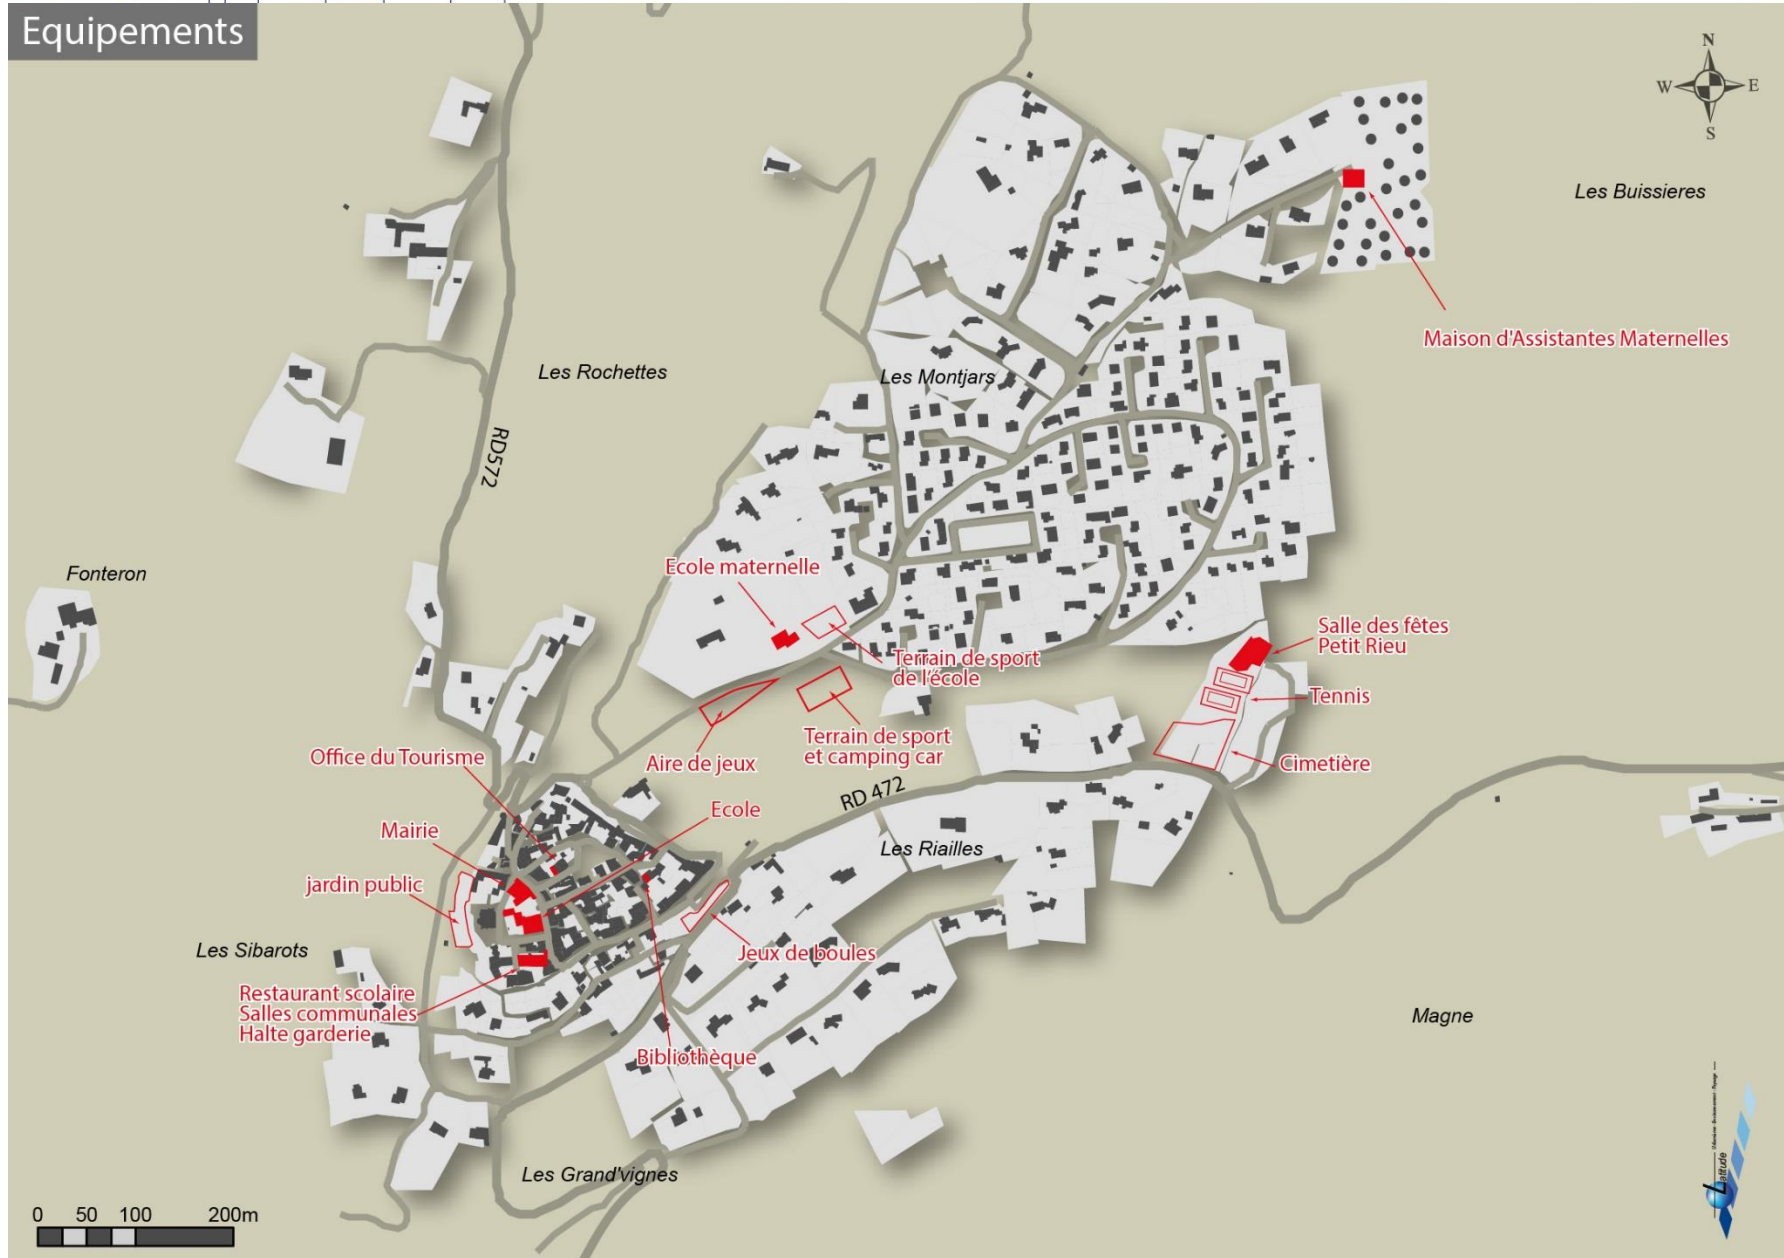 Equipements
N
W
E
S
Les Buissieres
Maison d'Assistantes Maternelles
Les Rochettes
Les Montjars
RD572
Fonteron
Ecole maternelle
Salle des fêtes
Petit Rieu
Terrain de sport
de l'école
Tennis
Terrain de sport
et camping car
Office du Tourisme
Aire de jeux
Cimetière
RD 472
Ecole
Mairie
Les Riailles
jardin public
Les Sibarots
Jeux de boules
Restaurant scolaire
Salles communales
Halte garderie
Magne
Bibliothèque
Les Grand'vignes
Latitude
0 50 100 200m